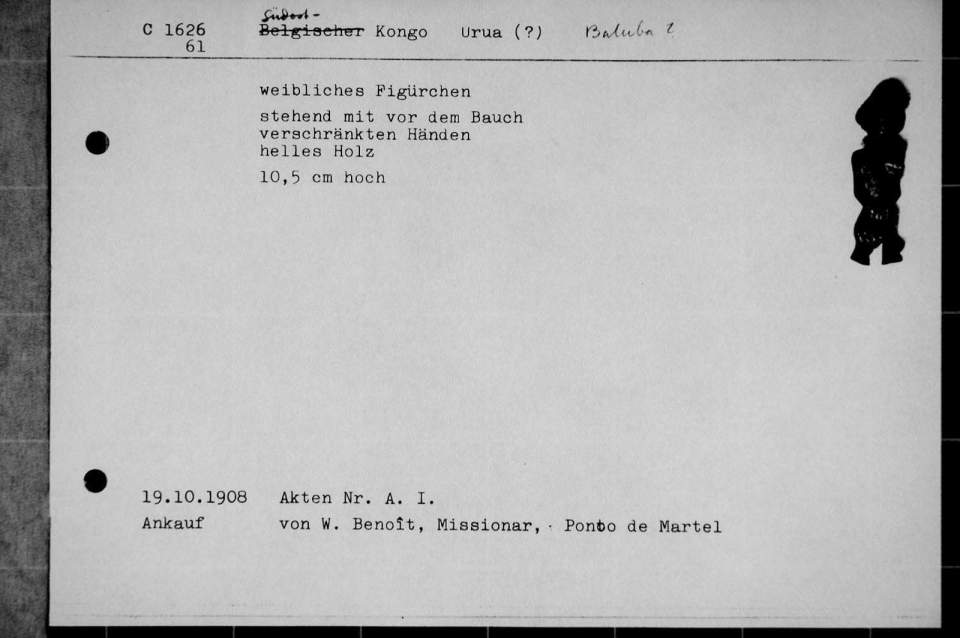 Südost-
C 1626 Belgischer Kongo Urua (?) Baluba ?
61
weibliches Figürchen
stehend mit vor dem Bauch
verschränkten Händen
helles Holz
10,5 cm hoch
19.10.1908 Akten Nr. A. I.
Ankauf von W. Benoît, Missionar, Ponto de Martel